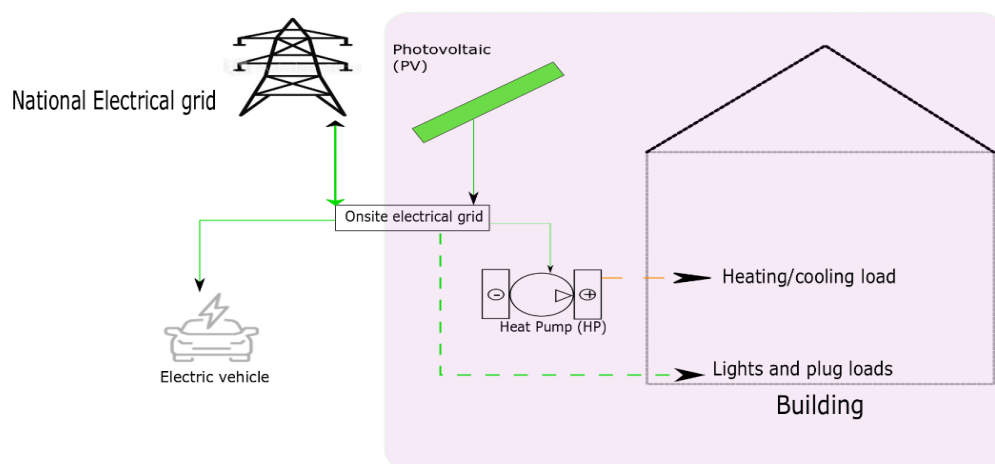 Photovoltaic
(PV)
National Electrical grid
Onsite electrical grid
Heating/cooling load
Heat Pump (HP)
Lights and plug loads
Electric vehicle
Building